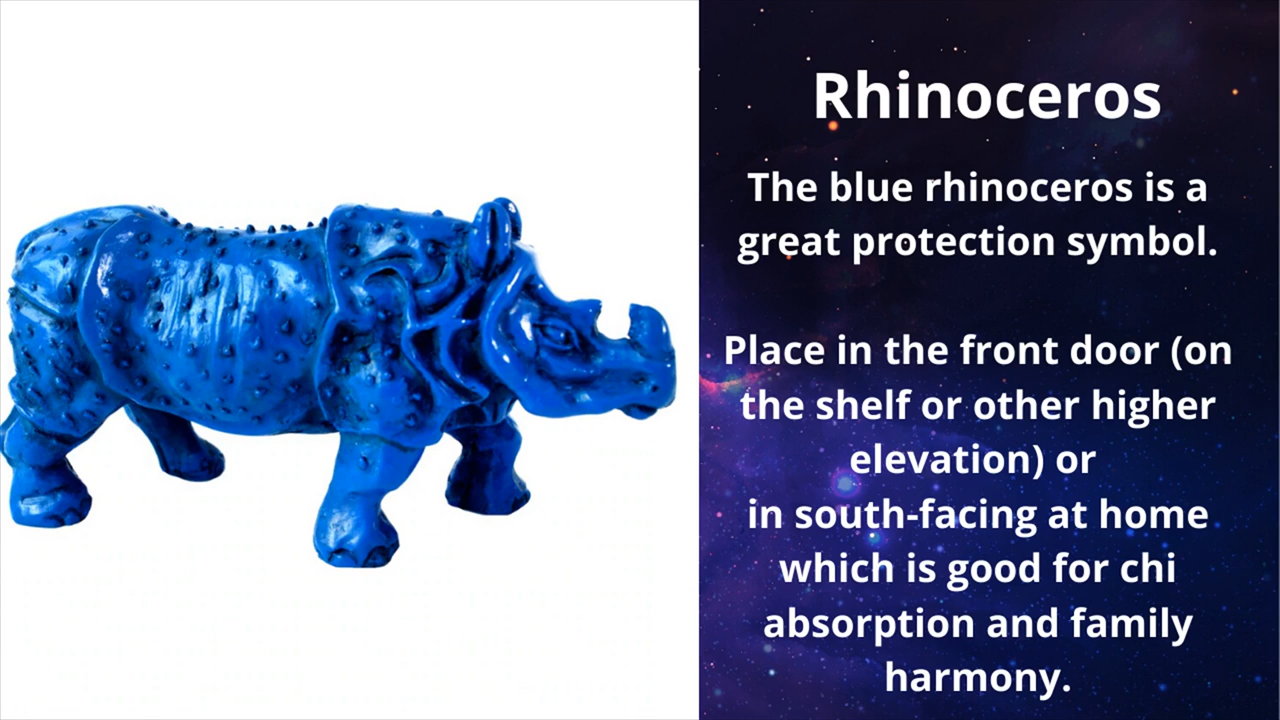 Rhinoceros
The blue rhinoceros is a
great protection symbol.
Place in the front door (on
the shelf or other higher
elevation) or
in south-facing at home
which is good for chi
absorption and family
harmony.